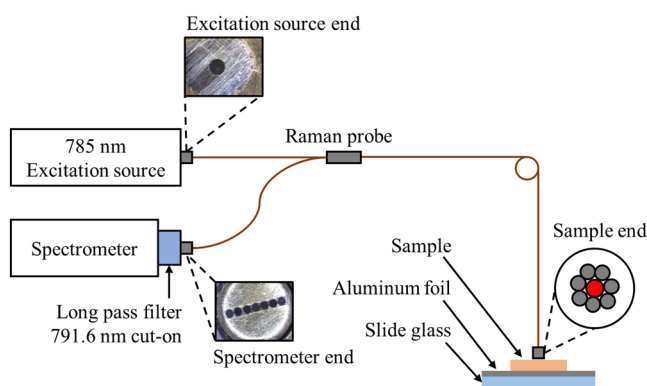 Excitation source end
785 nm
Excitation source
Raman probe
Spectrometer
Sample end
Sample
Aluminum foil
Slide glass
Long pass filter
791.6 nm cut-on
Spectrometer end